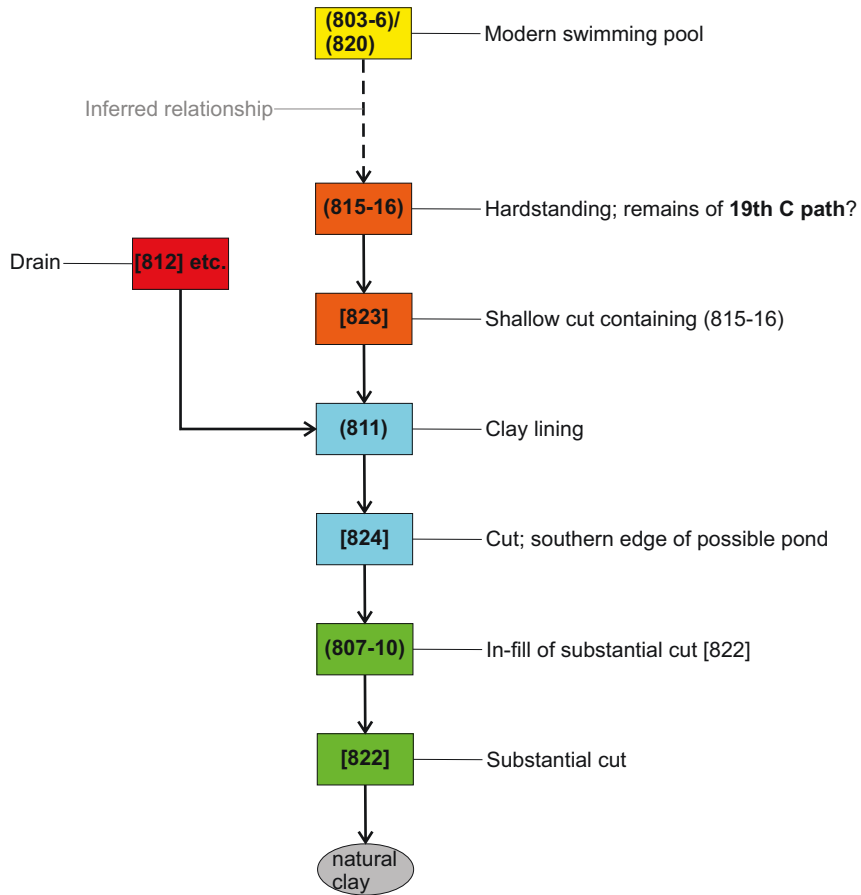 (803-6)/
(820)
Modern swimming pool
Inferred relationship
(815-16)
Hardstanding; remains of 19th C path?
Drain
[812] etc.
[823]
Shallow cut containing (815-16)
(811)
Clay lining
[824]
Cut; southern edge of possible pond
(807-10)
In-fill of substantial cut [822]
[822]
Substantial cut
natural
clay